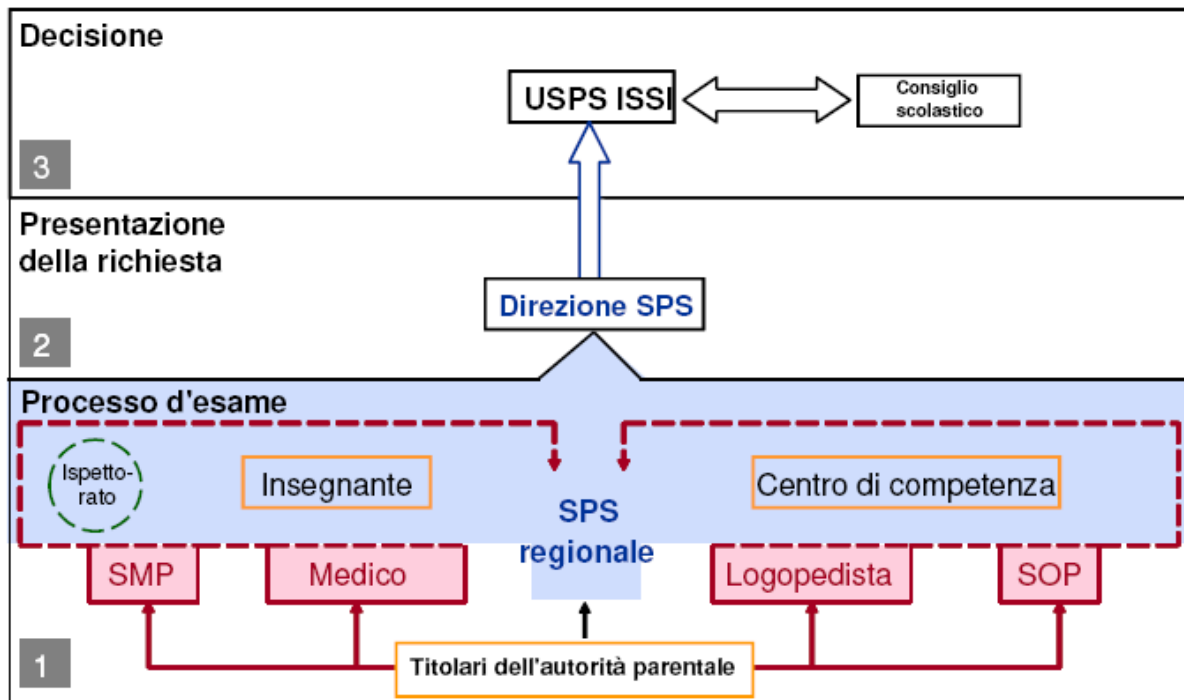 Decisione
USPS ISSI
Consiglio
scolastico
3
Presentazione
della richiesta
Direzione SPS
2
Processo d'esame
Ispetto-
rato
Insegnante
Centro di competenza
SPS
regionale
SMP
Medico
Logopedista
SOP
Titolari dell'autorità parentale
1